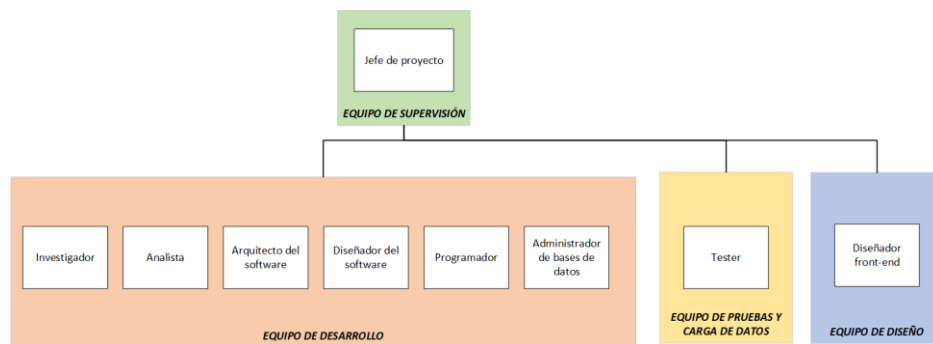 Jefe de proyecto
EQUIPO DE SUPERVISIÓN
Investigador
Analista
Arquitecto del
software
Diseñador del
software
Programador
Administrador
de bases de
datos
EQUIPO DE DESARROLLO
Tester
EQUIPO DE PRUEBAS Y
CARGA DE DATOS
Diseñador
front-end
EQUIPO DE DISEÑO